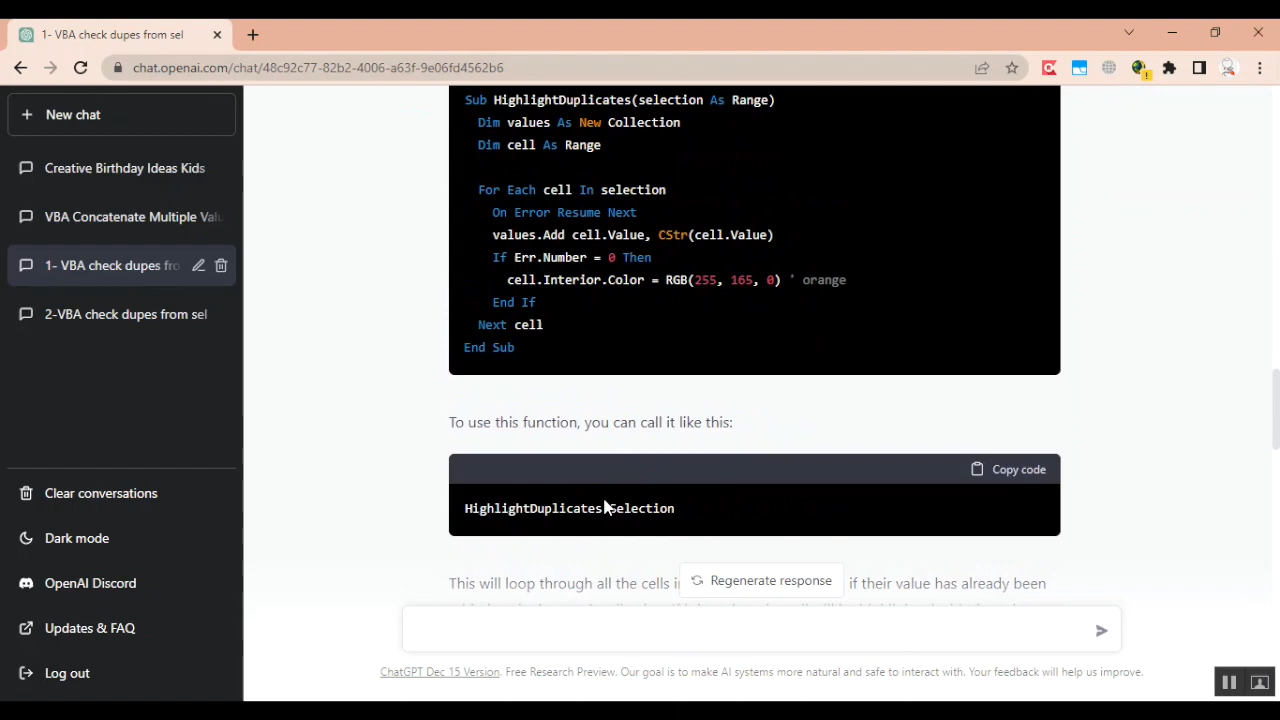 1- VBA check dupes from sel
chat.openai.com/chat/48c92c77-82b2-4006-a63f-9e06fd4562b6
New chat
Creative Birthday Ideas Kids
VBA Concatenate Multiple Valu
1- VBA check dupes fro
2-VBA check dupes from sel
Clear conversations
Dark mode
OpenAI Discord
Updates & FAQ
Log out
Sub HighlightDuplicates(selection As Range)
Dim values As New Collection
Dim cell As Range
For Each cell In selection
On Error Resume Next
values.Add cell.Value, CStr(cell.Value)
If Err.Number = 0 Then
cell.Interior.Color = RGB(255, 165, 0) ' orange
End If
Next cell
End Sub
To use this function, you can call it like this:
Copy code
HighlightDuplicates Selection
This will loop through all the cells in if their value has already been
Regenerate response
ChatGPT Dec 15 Version. Free Research Preview. Our goal is to make AI systems more natural and safe to interact with. Your feedback will help us improve.